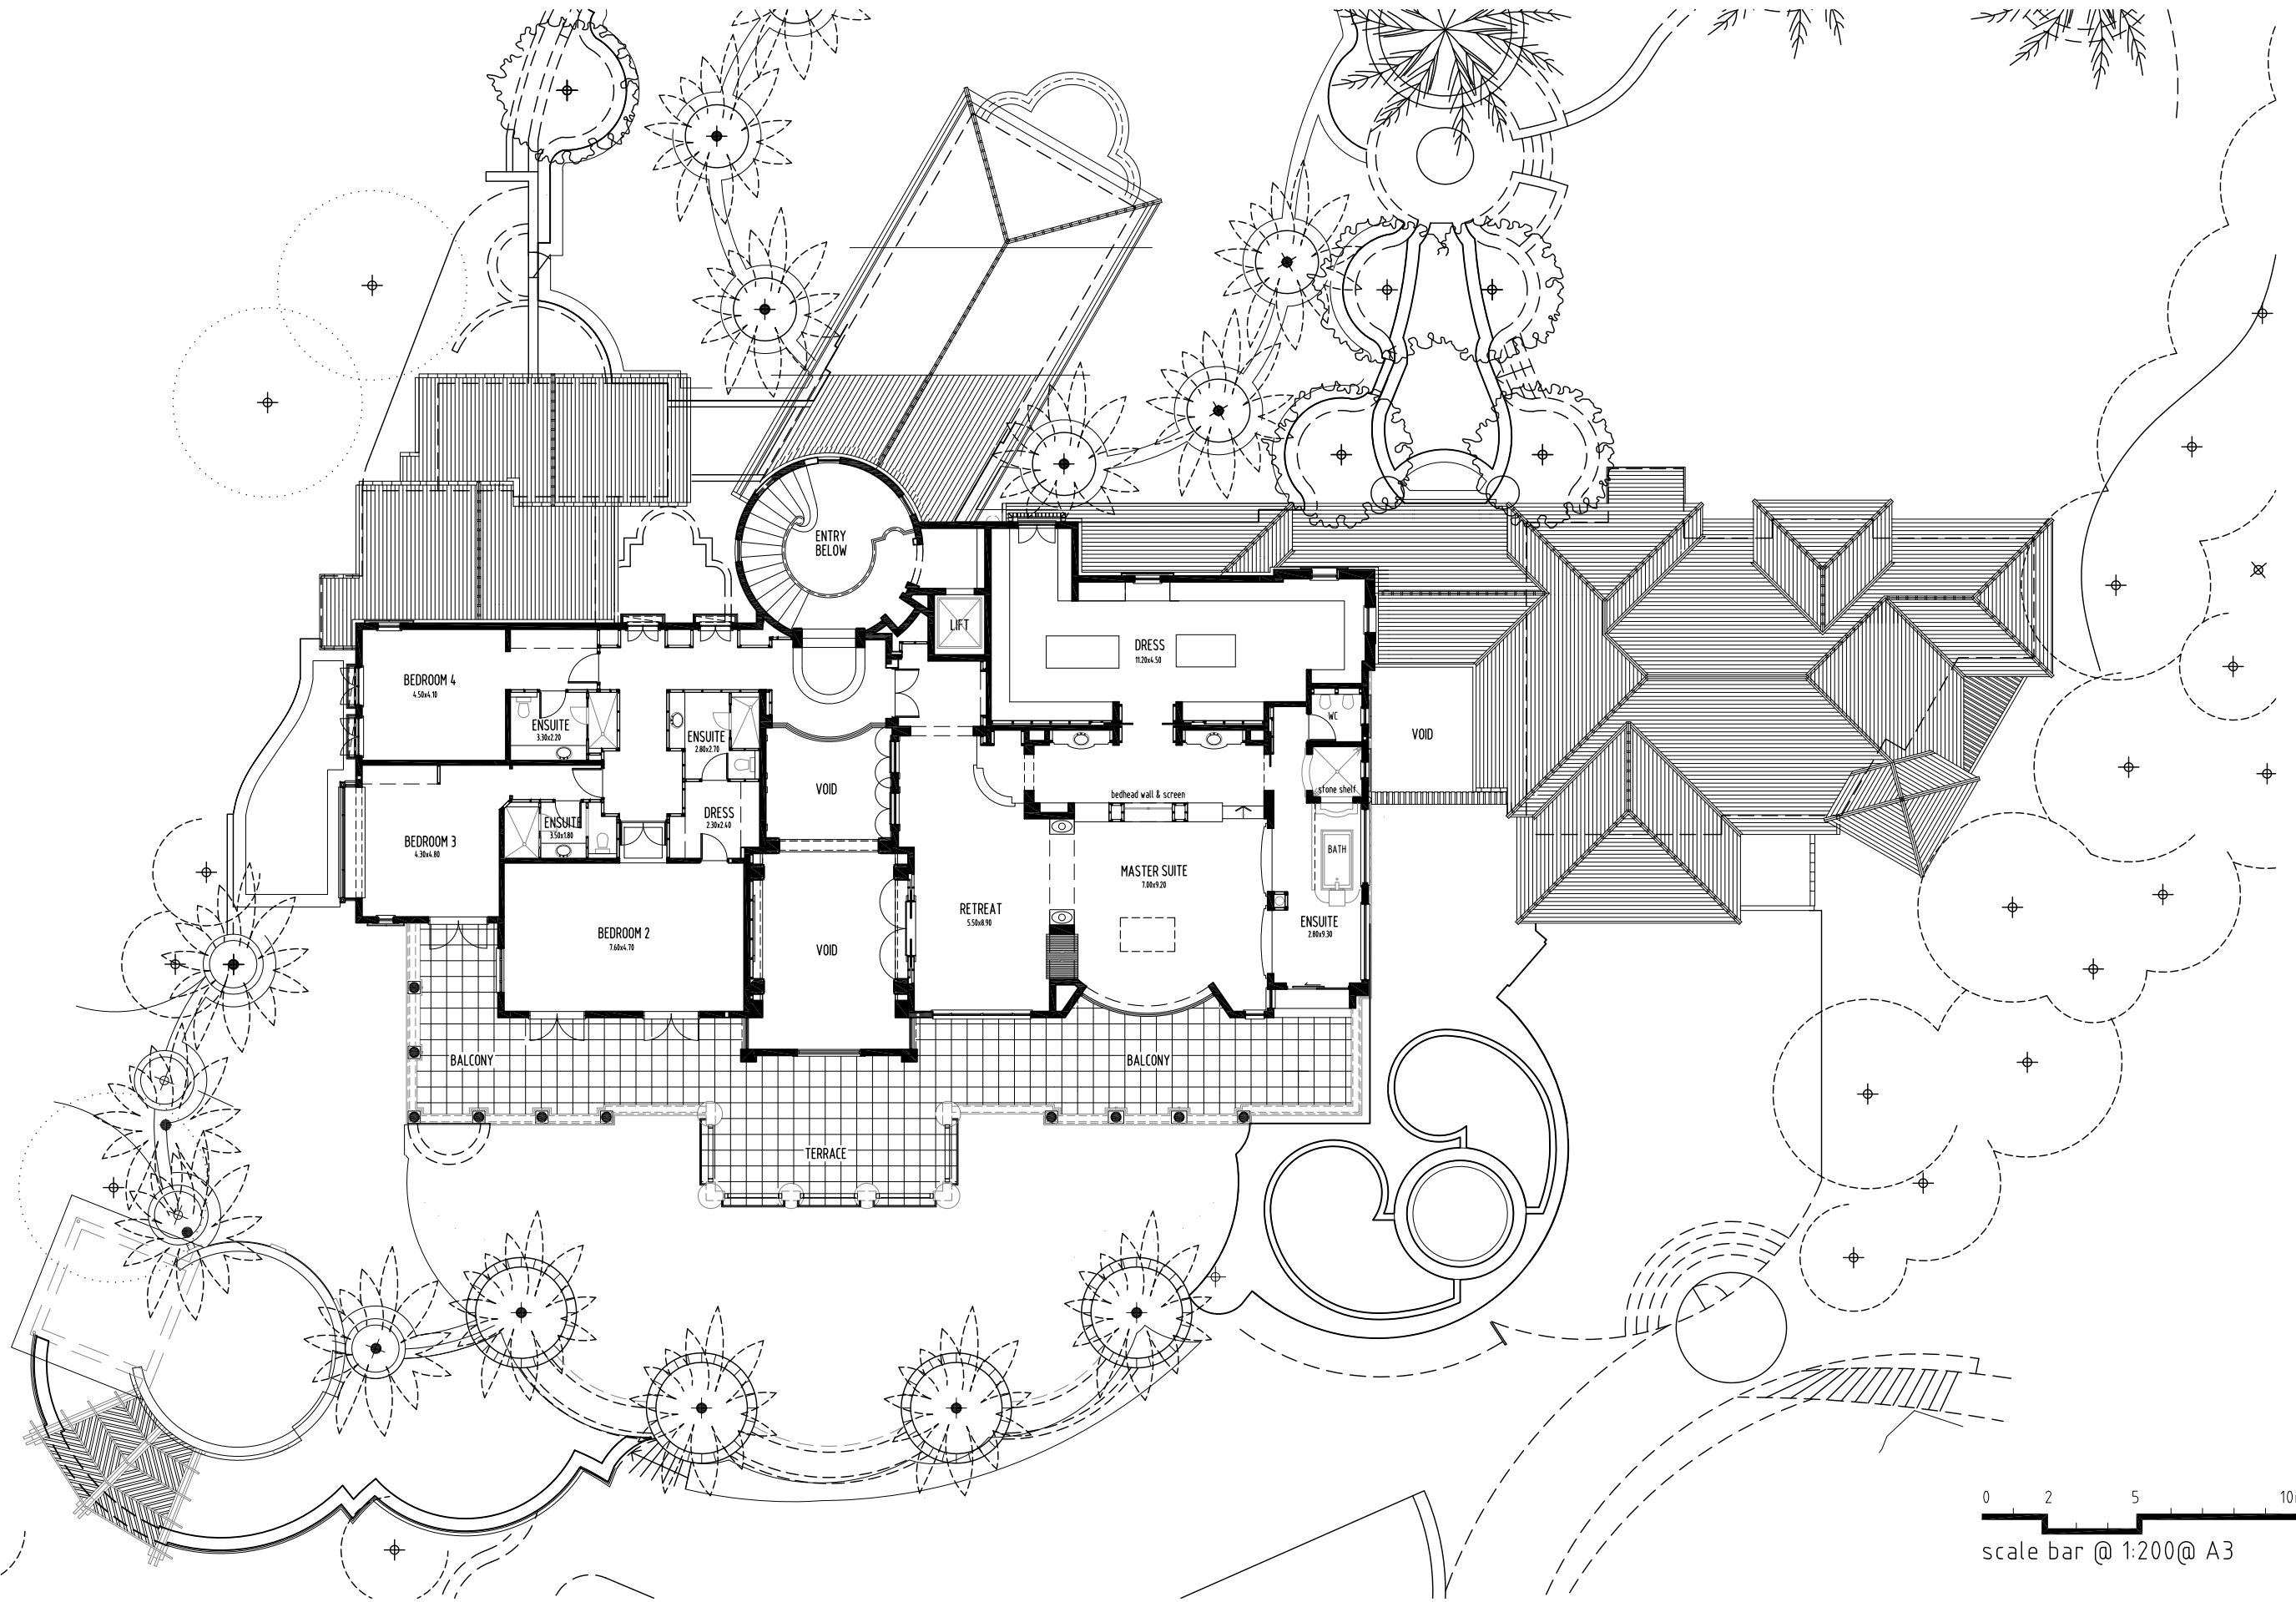 ENTRY
BELOW
LIFT
DRESS
11.20x4.50
BEDROOM 4
4.50x4.10
ENSUITE
3.30x2.20
ENSUITE
2.80x2.70
WC
VOID
VOID
stone shelf
bedhead wall & screen
DRESS
2.30x2.40
ENSUITE
3.50x1.80
BEDROOM 3
4.30x4.80
BATH
MASTER SUITE
7.00x9.20
RETREAT
5.50x8.90
ENSUITE
2.80x9.30
BEDROOM 2
7.60x4.70
VOID
BALCONY
BALCONY
TERRACE
0 2 5 10
scale bar @ 1:200@ A3